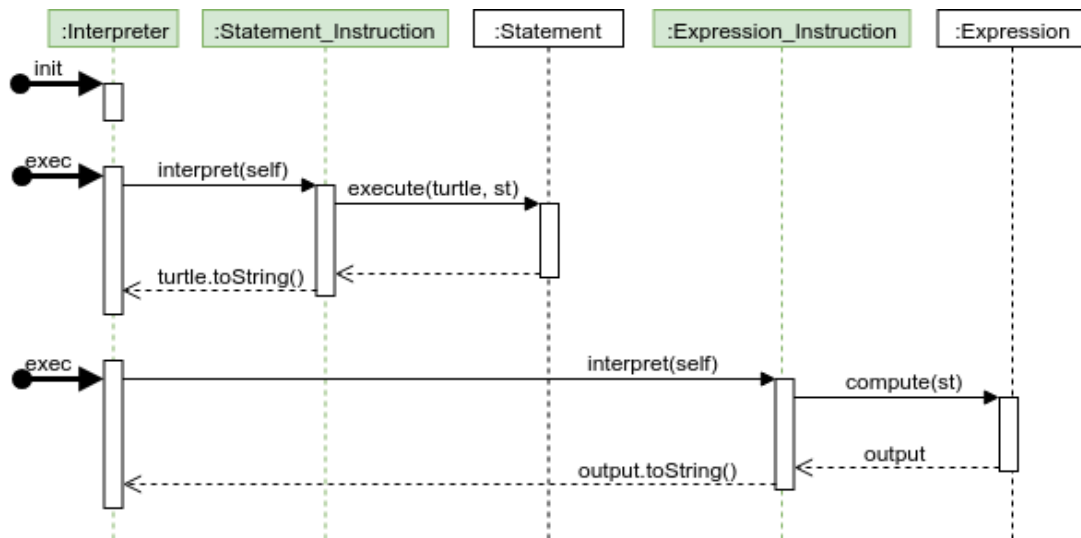 :Interpreter
:Statement_Instruction
:Statement
:Expression_Instruction
:Expression
init
exec
interpret(self)
execute(turtle, st)
turtle.toString()
exec
interpret(self)
compute(st)
output
output.toString()